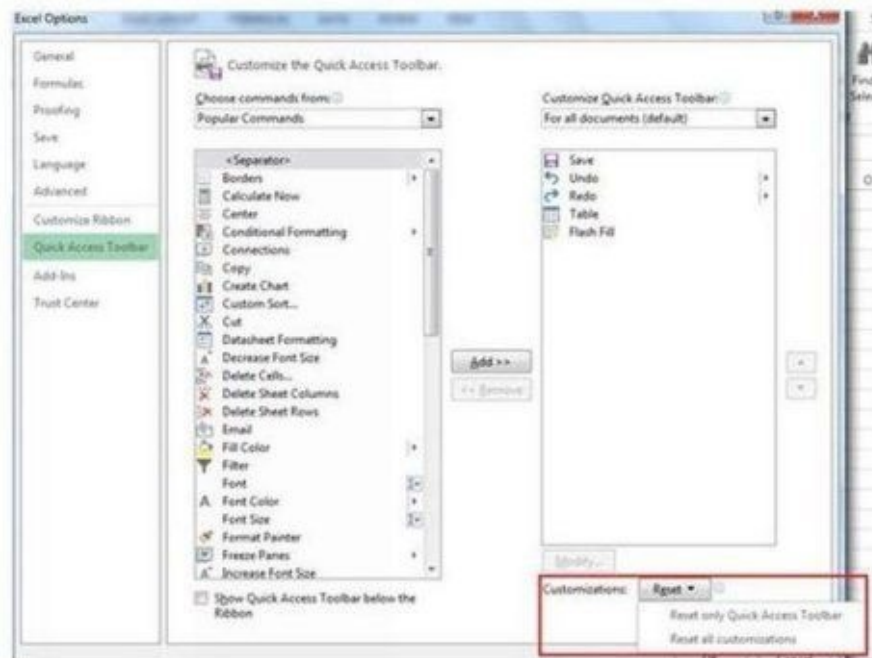 Excel Options
General
Formulas
Proofing
Save
Language
Advanced
Customize Ribbon
Quick Access Toolbar
Add-Ins
Trust Center
Customize the Quick Access Toolbar.
Choose commands from:
Popular Commands
<Separator>
Borders
Calculate Now
Center
Conditional Formatting
Connections
Copy
Create Chart
Custom Sort...
Cut
Datasheet Formatting
Decrease Font Size
Delete Cells...
Delete Sheet Columns
Delete Sheet Rows
Email
Fill Color
Filter
Font
Font Color
Font Size
Format Painter
Freeze Panes
Increase Font Size
Show Quick Access Toolbar below the
Ribbon
Add >>
<< Remove
Customize Quick Access Toolbar:
For all documents (default)
Save
Undo
Redo
Table
Flash Fill
Modify...
Customizations:
Reset
Reset only Quick Access Toolbar
Reset all customizations